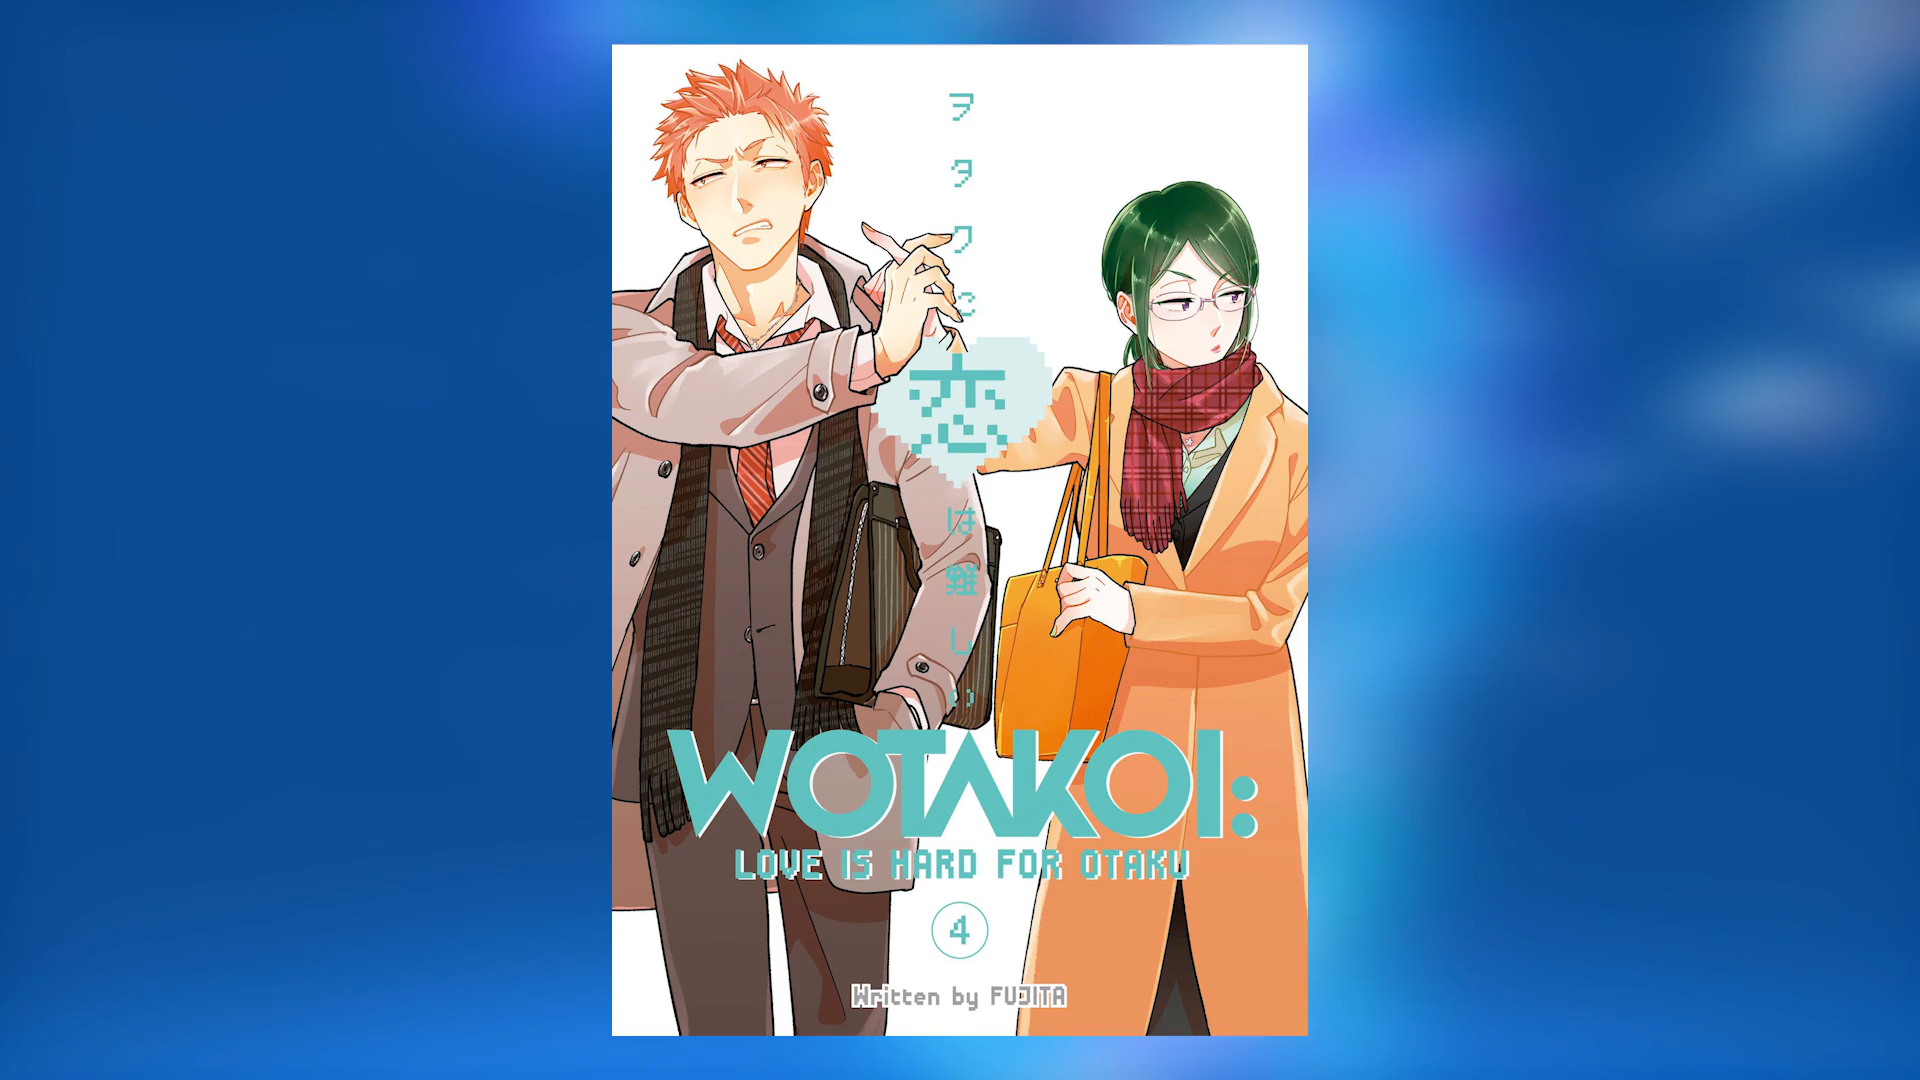 ヲタクに恋は難しい
WOTAKOI:
LOVE IS HARD FOR OTAKU
4
Written by FUJITA